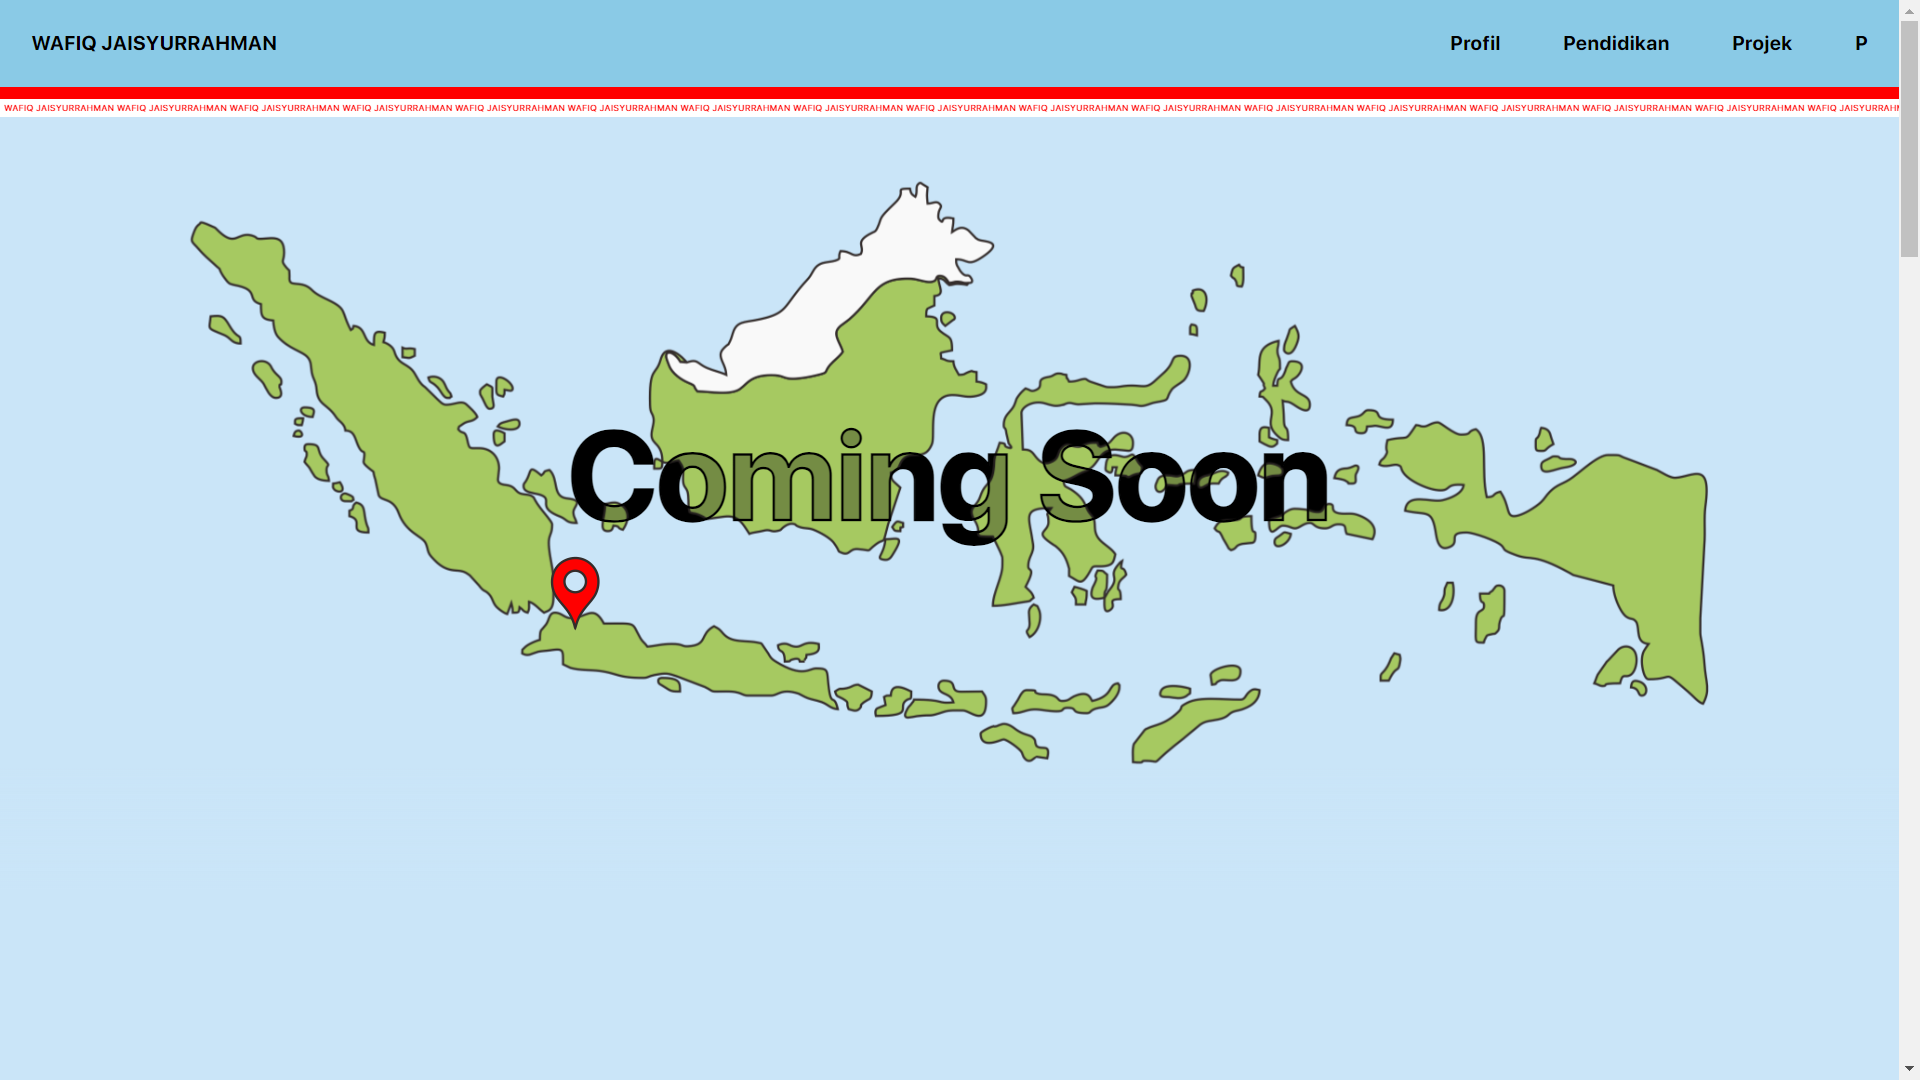 WAFIQ JAISYURRAHMAN
Profil
Pendidikan
Projek
P
WAFIQ JAISYURRAHMAN WAFIQ JAISYURRAHMAN WAFIQ JAISYURRAHMAN WAFIQ JAISYURRAHMAN WAFIQ JAISYURRAHMAN WAFIQ JAISYURRAHMAN WAFIQ JAISYURRAHMAN WAFIQ JAISYURRAHMAN WAFIQ JAISYURRAHMAN WAFIQ JAISYURRAHMAN WAFIQ JAISYURRAHMAN WAFIQ JAISYURRAHMAN WAFIQ JAISYURRAHMAN WAFIQ JAISYURRAHMAN WAFIQ JAISYURRAHMAN WAFIQ JAISYURRAHMAN WAFIQ JAISYURRAH
Coming Soon